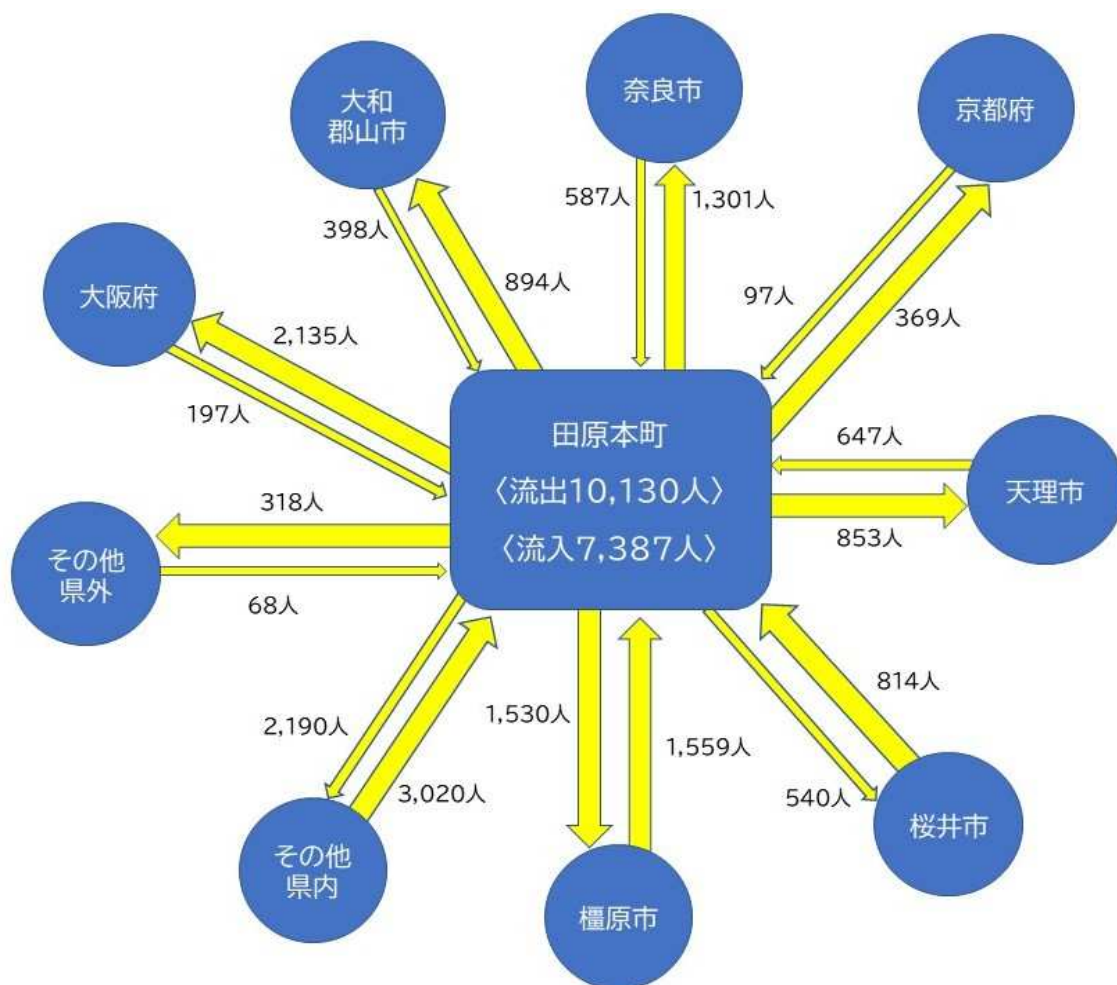 大和
郡山市
奈良市
京都府
398人
894人
587人
1,301人
97人
369人
大阪府
2,135人
197人
田原本町
〈流出10,130人〉
〈流入7,387人〉
647人
853人
天理市
その他
県外
318人
68人
2,190人
3,020人
1,530人
1,559人
814人
540人
その他
県内
橿原市
桜井市